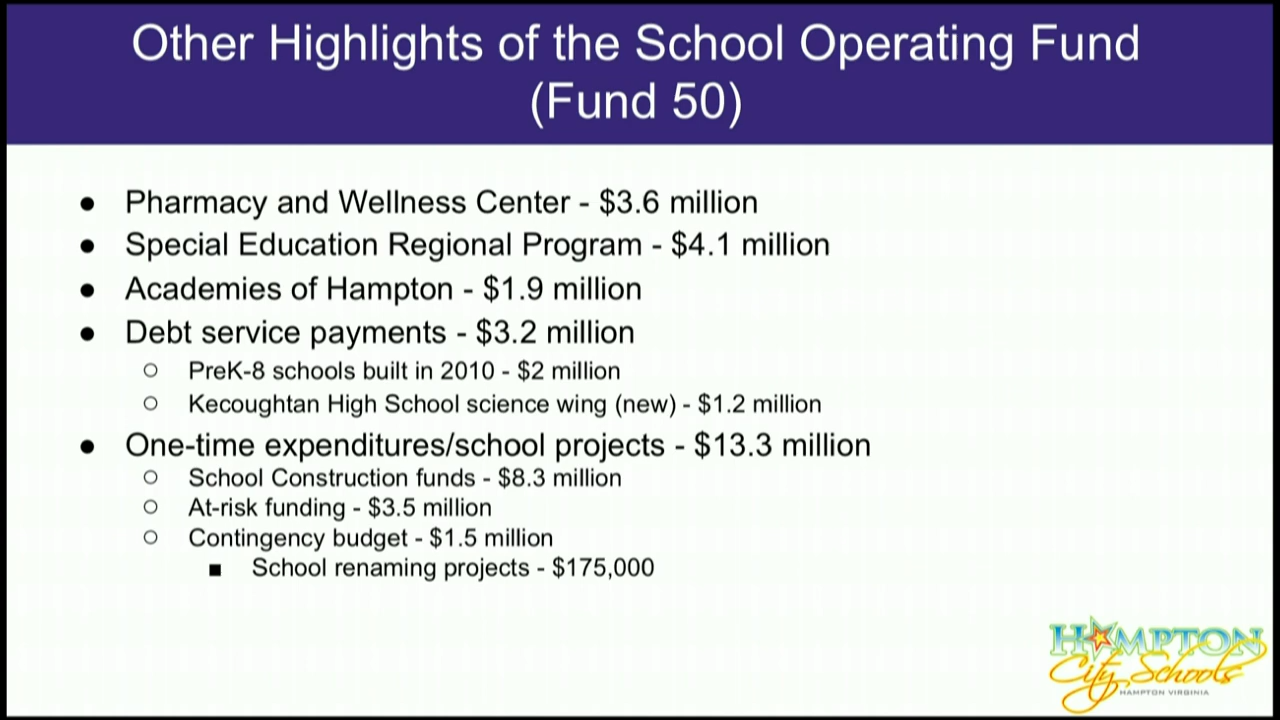 Other Highlights of the School Operating Fund
(Fund 50)
● Pharmacy and Wellness Center - $3.6 million
● Special Education Regional Program - $4.1 million
● Academies of Hampton - $1.9 million
● Debt service payments - $3.2 million
○ PreK-8 schools built in 2010 - $2 million
○ Kecoughtan High School science wing (new) - $1.2 million
● One-time expenditures/school projects - $13.3 million
○ School Construction funds - $8.3 million
○ At-risk funding - $3.5 million
○ Contingency budget - $1.5 million
■ School renaming projects - $175,000
HAMPTON
City Schools
HAMPTON VIRGINIA